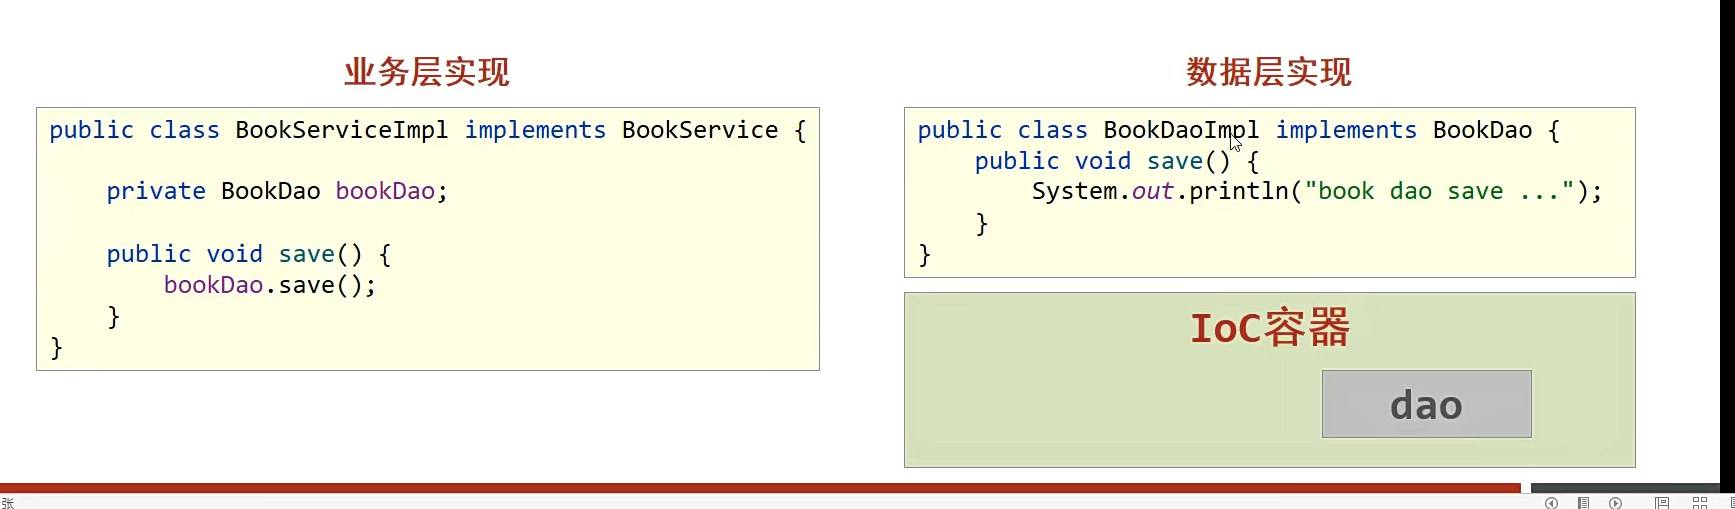 业务层实现
public class BookServiceImpl implements BookService {
private BookDao bookDao;
public void save() {
bookDao.save();
}
}
数据层实现
public class BookDaoImpl implements BookDao {
public void save() {
System.out.println("book dao save ...");
}
}
IoC容器
dao
张